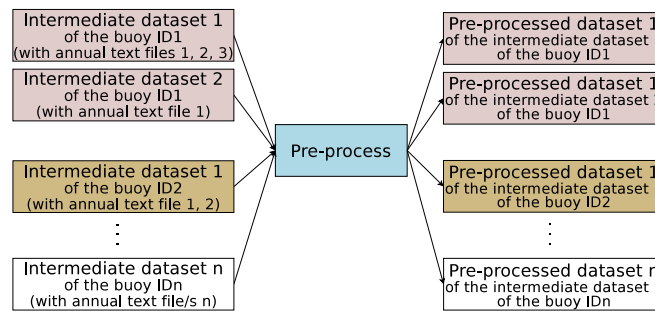 Intermediate dataset 1
of the buoy ID1
(with annual text files 1, 2, 3)
Intermediate dataset 2
of the buoy ID1
(with annual text file 1)
Intermediate dataset 1
of the buoy ID2
(with annual text file 1, 2)
Intermediate dataset n
of the buoy IDn
(with annual text file/s n)
Pre-process
Pre-processed dataset 1
of the intermediate dataset
of the buoy ID1
Pre-processed dataset 1
of the intermediate dataset
of the buoy ID1
Pre-processed dataset 1
of the intermediate dataset
of the buoy ID2
Pre-processed dataset n
of the intermediate dataset
of the buoy IDn